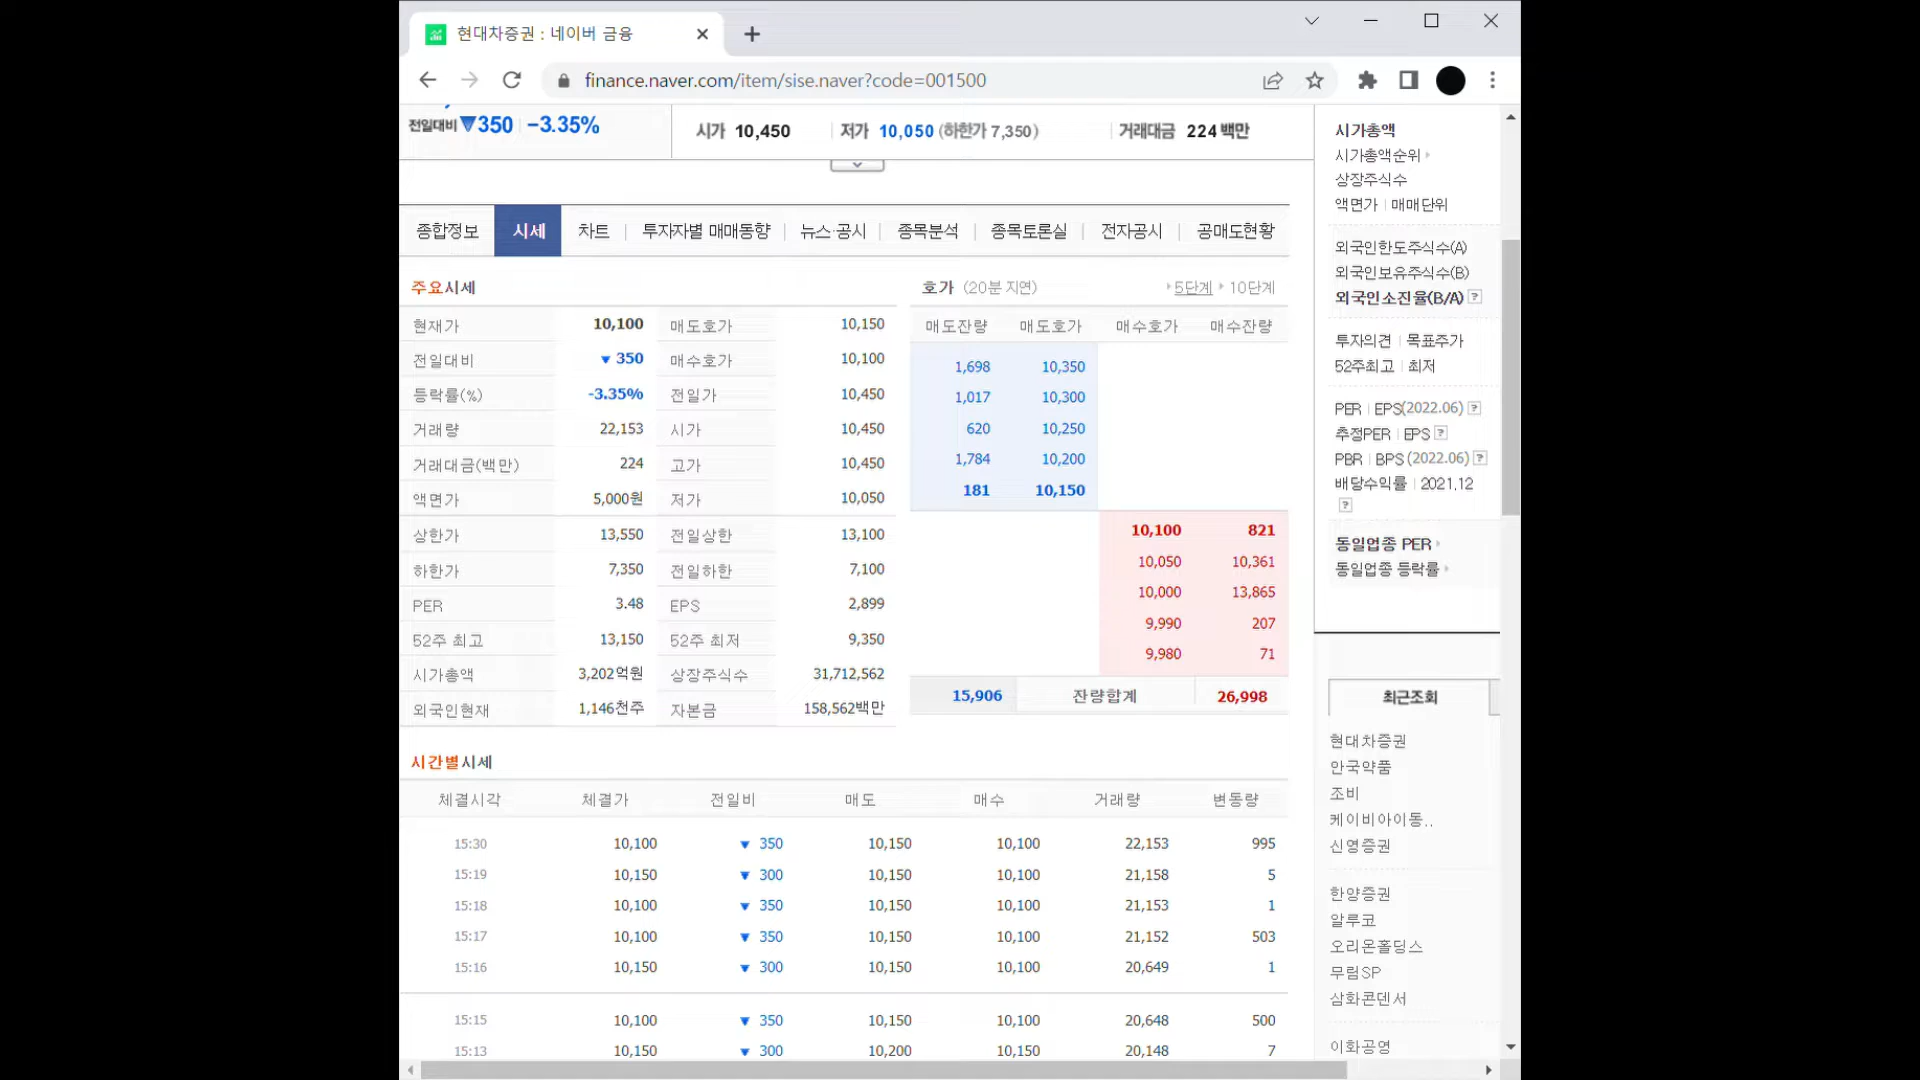 현대차증권 : 네이버 금융
finance.naver.com/item/sise.naver?code=001500
전일대비 ▼350 -3.35%
시가 10,450 저가 10,050 (하한가 7,350) 거래대금 224 백만
종합정보 시세 차트 투자자별 매매동향 뉴스·공시 종목분석 종목토론실 전자공시 공매도현황
주요시세
현재가 10,100 매도호가 10,150
전일대비 ▼ 350 매수호가 10,100
등락률(%) -3.35% 전일가 10,450
거래량 22,153 시가 10,450
거래대금(백만) 224 고가 10,450
액면가 5,000원 저가 10,050
상한가 13,550 전일상한 13,100
하한가 7,350 전일하한 7,100
PER 3.48 EPS 2,899
52주 최고 13,150 52주 최저 9,350
시가총액 3,202억원 상장주식수 31,712,562
외국인현재 1,146천주 자본금 158,562백만
호가 (20분 지연) 5단계 10단계
매도잔량 매도호가 매수호가 매수잔량
1,698 10,350
1,017 10,300
620 10,250
1,784 10,200
181 10,150
10,100 821
10,050 10,361
10,000 13,865
9,990 207
9,980 71
15,906 잔량합계 26,998
시간별시세
체결시각 체결가 전일비 매도 매수 거래량 변동량
15:30 10,100 ▼ 350 10,150 10,100 22,153 995
15:19 10,150 ▼ 300 10,150 10,100 21,158 5
15:18 10,100 ▼ 350 10,150 10,100 21,153 1
15:17 10,100 ▼ 350 10,150 10,100 21,152 503
15:16 10,150 ▼ 300 10,150 10,100 20,649 1
15:15 10,100 ▼ 350 10,150 10,100 20,648 500
15:13 10,150 ▼ 300 10,200 10,150 20,148 7
시가총액
시가총액순위
상장주식수
액면가 | 매매단위
외국인한도주식수(A)
외국인보유주식수(B)
외국인소진율(B/A) ?
투자의견 | 목표주가
52주최고 | 최저
PER | EPS(2022.06) ?
추정PER | EPS ?
PBR | BPS (2022.06) ?
배당수익률 | 2021.12
?
동일업종 PER
동일업종 등락률
최근조회
현대차증권
안국약품
조비
케이비아이동..
신영증권
한양증권
알루코
오리온홀딩스
무림SP
삼화콘덴서
이화공영